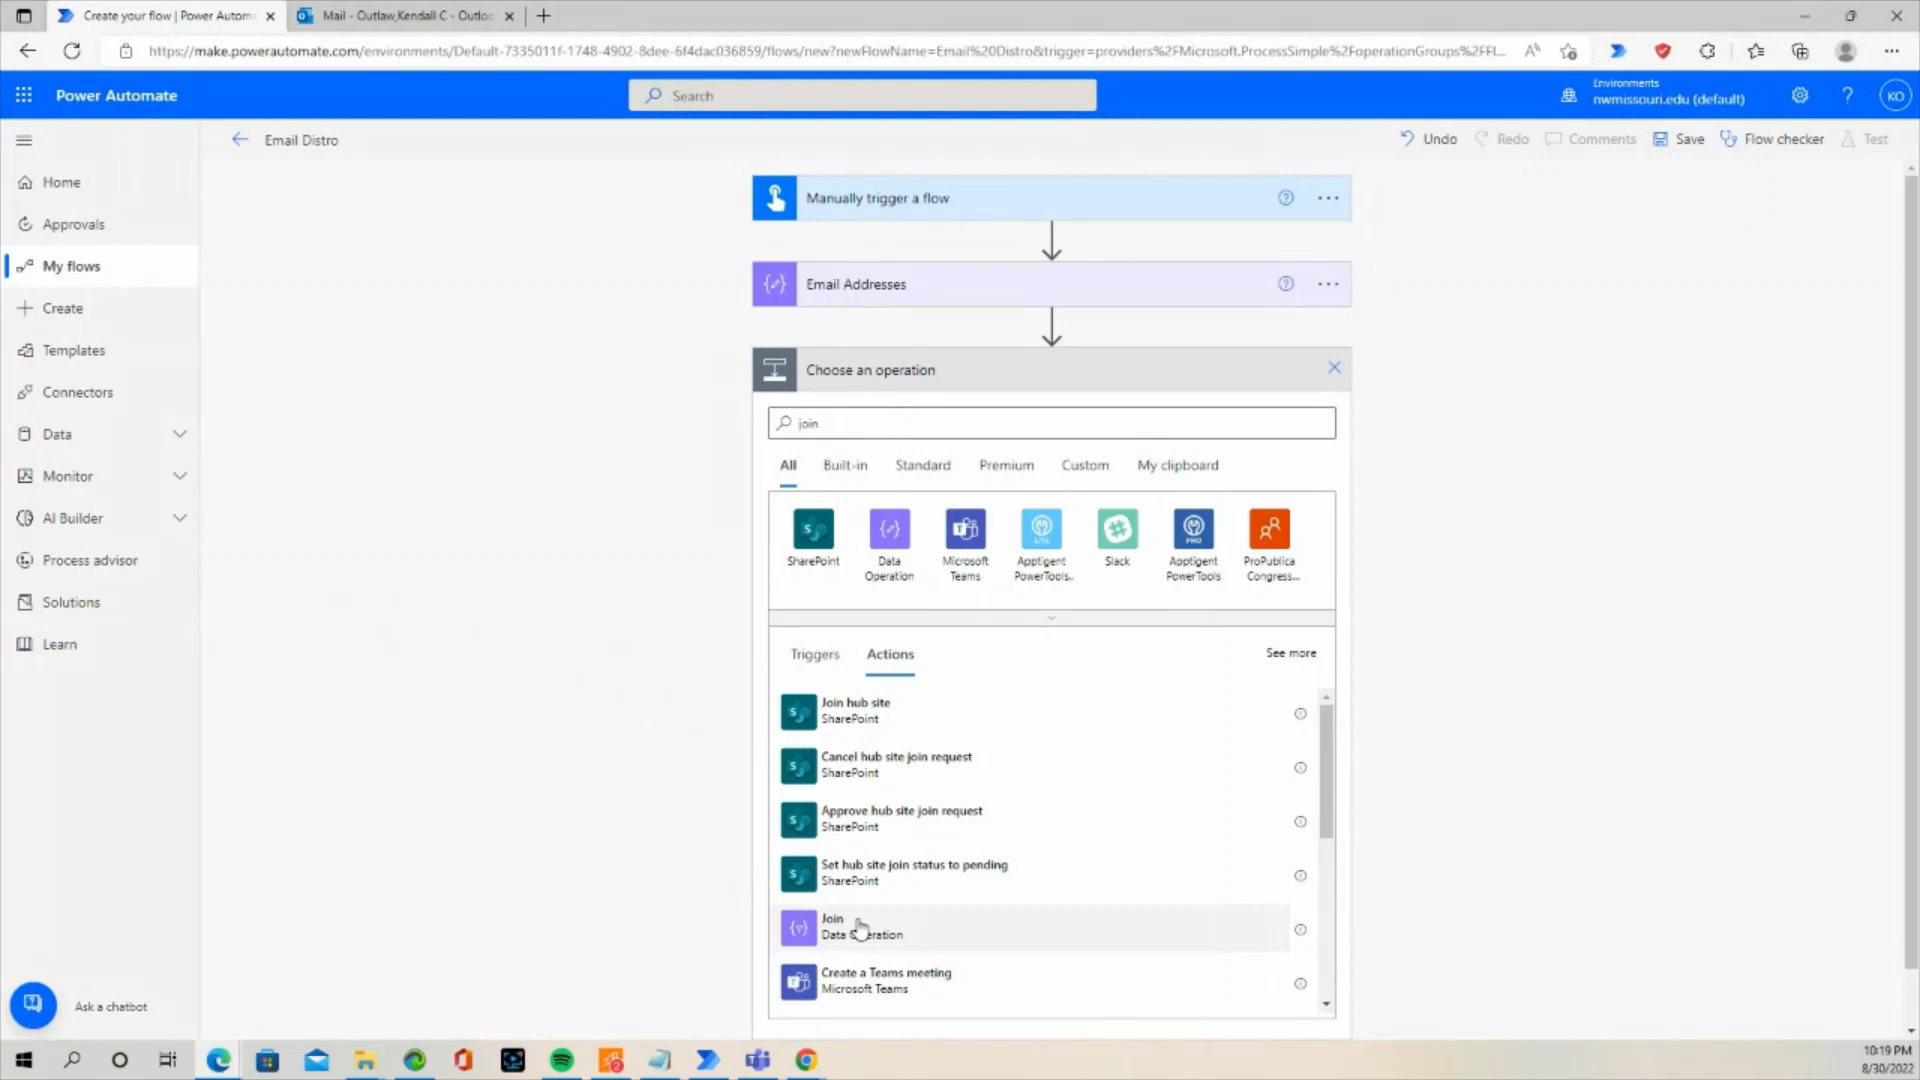 Create your flow | Power Autom
Mail - Outlaw,Kendall C - Outloc
https://make.powerautomate.com/environments/Default-7335011f-1748-4902-8dee-6f4dac036859/flows/new?newFlowName=Email%20Distro&trigger=providers%2FMicrosoft.ProcessSimple%2FoperationGroups%2FFl...
Power Automate
Search
Environments
nwmissouri.edu (default)
?
KO
Email Distro
Undo
Redo
Comments
Save
Flow checker
Test
Home
Approvals
My flows
Create
Templates
Connectors
Data
Monitor
AI Builder
Process advisor
Solutions
Learn
Ask a chatbot
Manually trigger a flow
Email Addresses
Choose an operation
join
All
Built-in
Standard
Premium
Custom
My clipboard
SharePoint
Data
Operation
Microsoft
Teams
LITE
Apptigent
PowerTools..
Slack
PRO
Apptigent
PowerTools
ProPublica
Congress...
Triggers
Actions
See more
Join hub site
SharePoint
Cancel hub site join request
SharePoint
Approve hub site join request
SharePoint
Set hub site join status to pending
SharePoint
Join
Data
Create a Teams meeting
Microsoft Teams
10:19 PM
8/30/2022